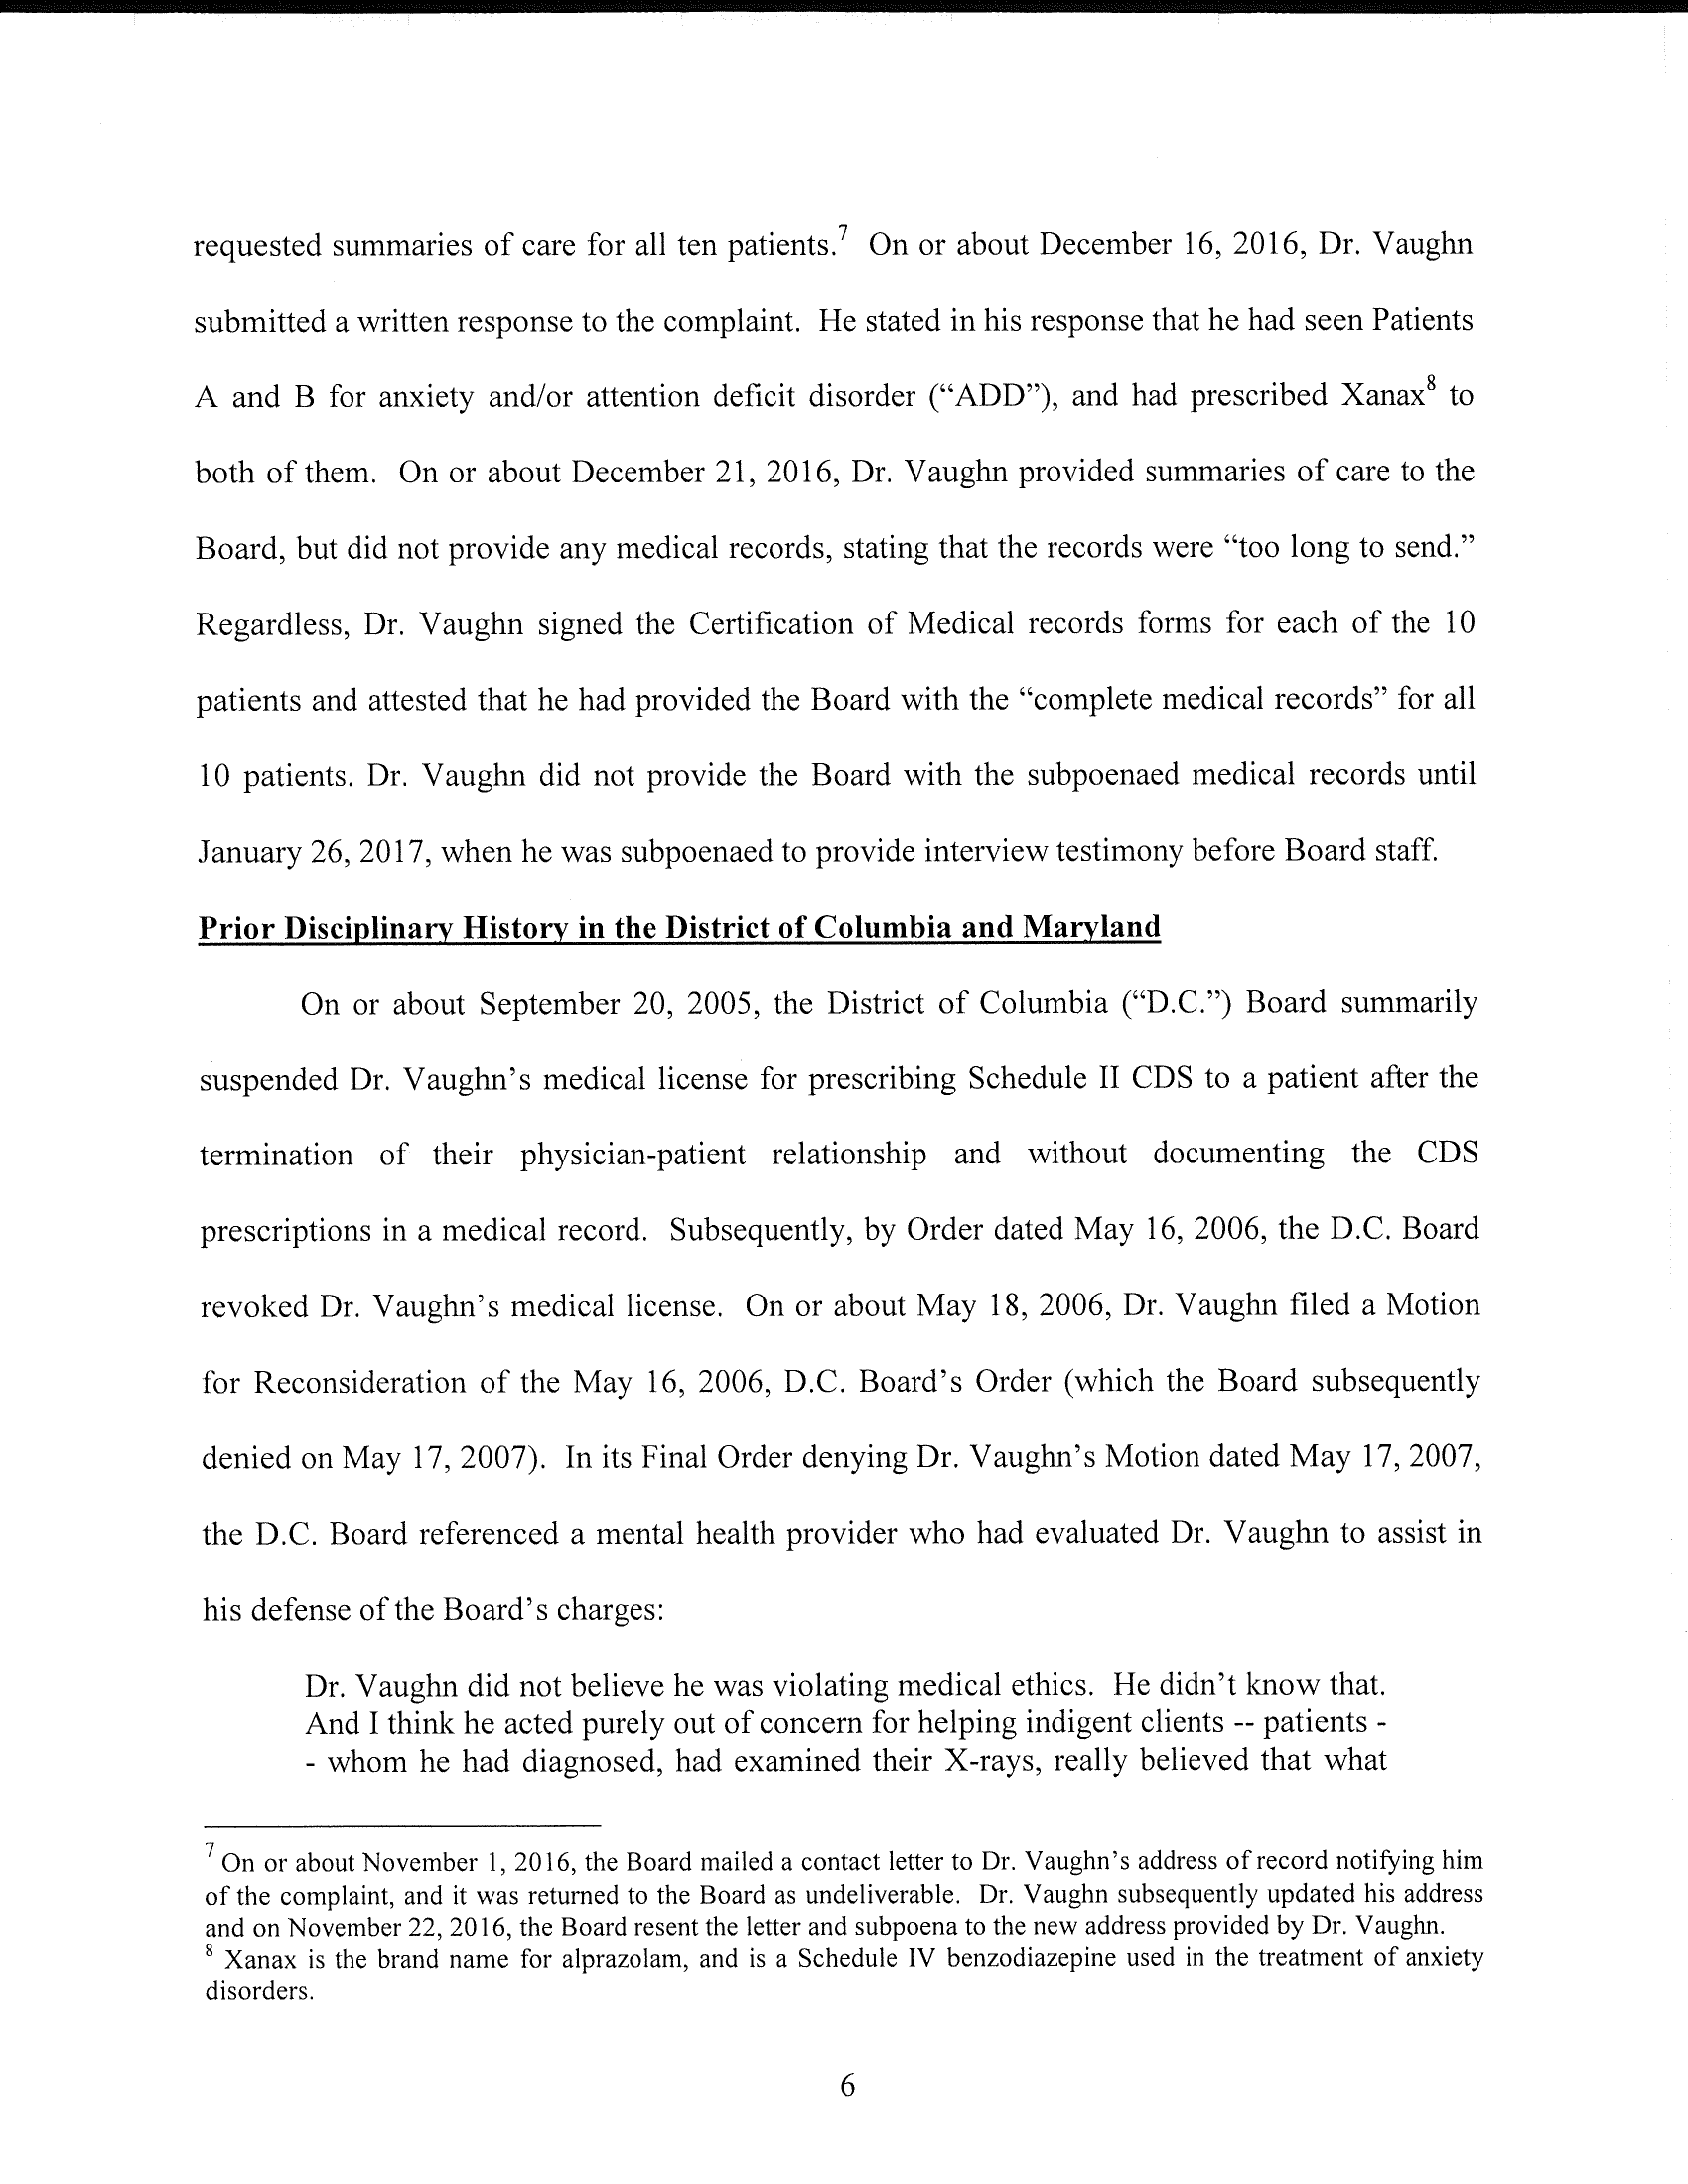 requested summaries of care for all ten patients.7 On or about December 16, 2016, Dr. Vaughn
submitted a written response to the complaint. He stated in his response that he had seen Patients
A and B for anxiety and/or attention deficit disorder (“ADD”), and had prescribed Xanax8 to
both of them. On or about December 21, 2016, Dr. Vaughn provided summaries of care to the
Board, but did not provide any medical records, stating that the records were “too long to send.”
Regardless, Dr. Vaughn signed the Certification of Medical records forms for each of the 10
patients and attested that he had provided the Board with the “complete medical records” for all
10 patients. Dr. Vaughn did not provide the Board with the subpoenaed medical records until
January 26, 2017, when he was subpoenaed to provide interview testimony before Board staff.
Prior Disciplinary History in the District of Columbia and Maryland
On or about September 20, 2005, the District of Columbia (“D.C.”) Board summarily
suspended Dr. Vaughn’s medical license for prescribing Schedule II CDS to a patient after the
termination of their physician-patient relationship and without documenting the CDS
prescriptions in a medical record. Subsequently, by Order dated May 16, 2006, the D.C. Board
revoked Dr. Vaughn’s medical license. On or about May 18, 2006, Dr. Vaughn filed a Motion
for Reconsideration of the May 16, 2006, D.C. Board’s Order (which the Board subsequently
denied on May 17, 2007). In its Final Order denying Dr. Vaughn’s Motion dated May 17, 2007,
the D.C. Board referenced a mental health provider who had evaluated Dr. Vaughn to assist in
his defense of the Board’s charges:
Dr. Vaughn did not believe he was violating medical ethics. He didn’t know that.
And I think he acted purely out of concern for helping indigent clients -- patients -
- whom he had diagnosed, had examined their X-rays, really believed that what
7 On or about November 1, 2016, the Board mailed a contact letter to Dr. Vaughn’s address of record notifying him
of the complaint, and it was returned to the Board as undeliverable. Dr. Vaughn subsequently updated his address
and on November 22, 2016, the Board resent the letter and subpoena to the new address provided by Dr. Vaughn.
8 Xanax is the brand name for alprazolam, and is a Schedule IV benzodiazepine used in the treatment of anxiety
disorders.
6